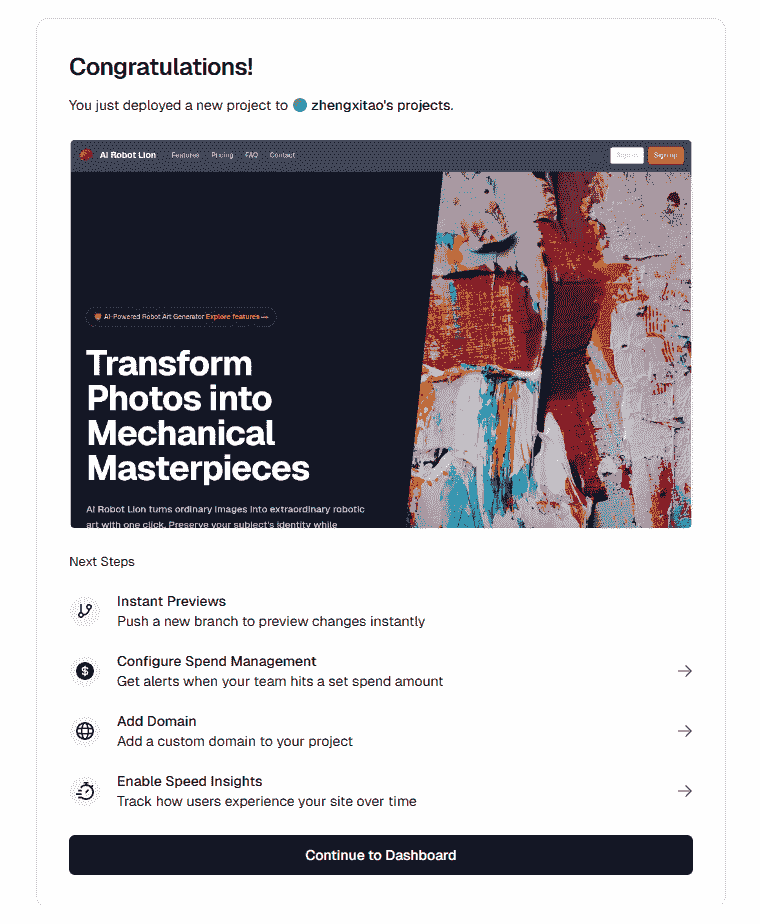 Congratulations!
You just deployed a new project to zhengxitao's projects.
AI Robot Lion Features Pricing FAQ Contact Sign in Sign up
AI-Powered Robot Art Generator Explore features →
Transform
Photos into
Mechanical
Masterpieces
AI Robot Lion turns ordinary images into extraordinary robotic
art with one click. Preserve your subject's identity while
Next Steps
Instant Previews
Push a new branch to preview changes instantly
$
Configure Spend Management
Get alerts when your team hits a set spend amount
Add Domain
Add a custom domain to your project
Enable Speed Insights
Track how users experience your site over time
Continue to Dashboard